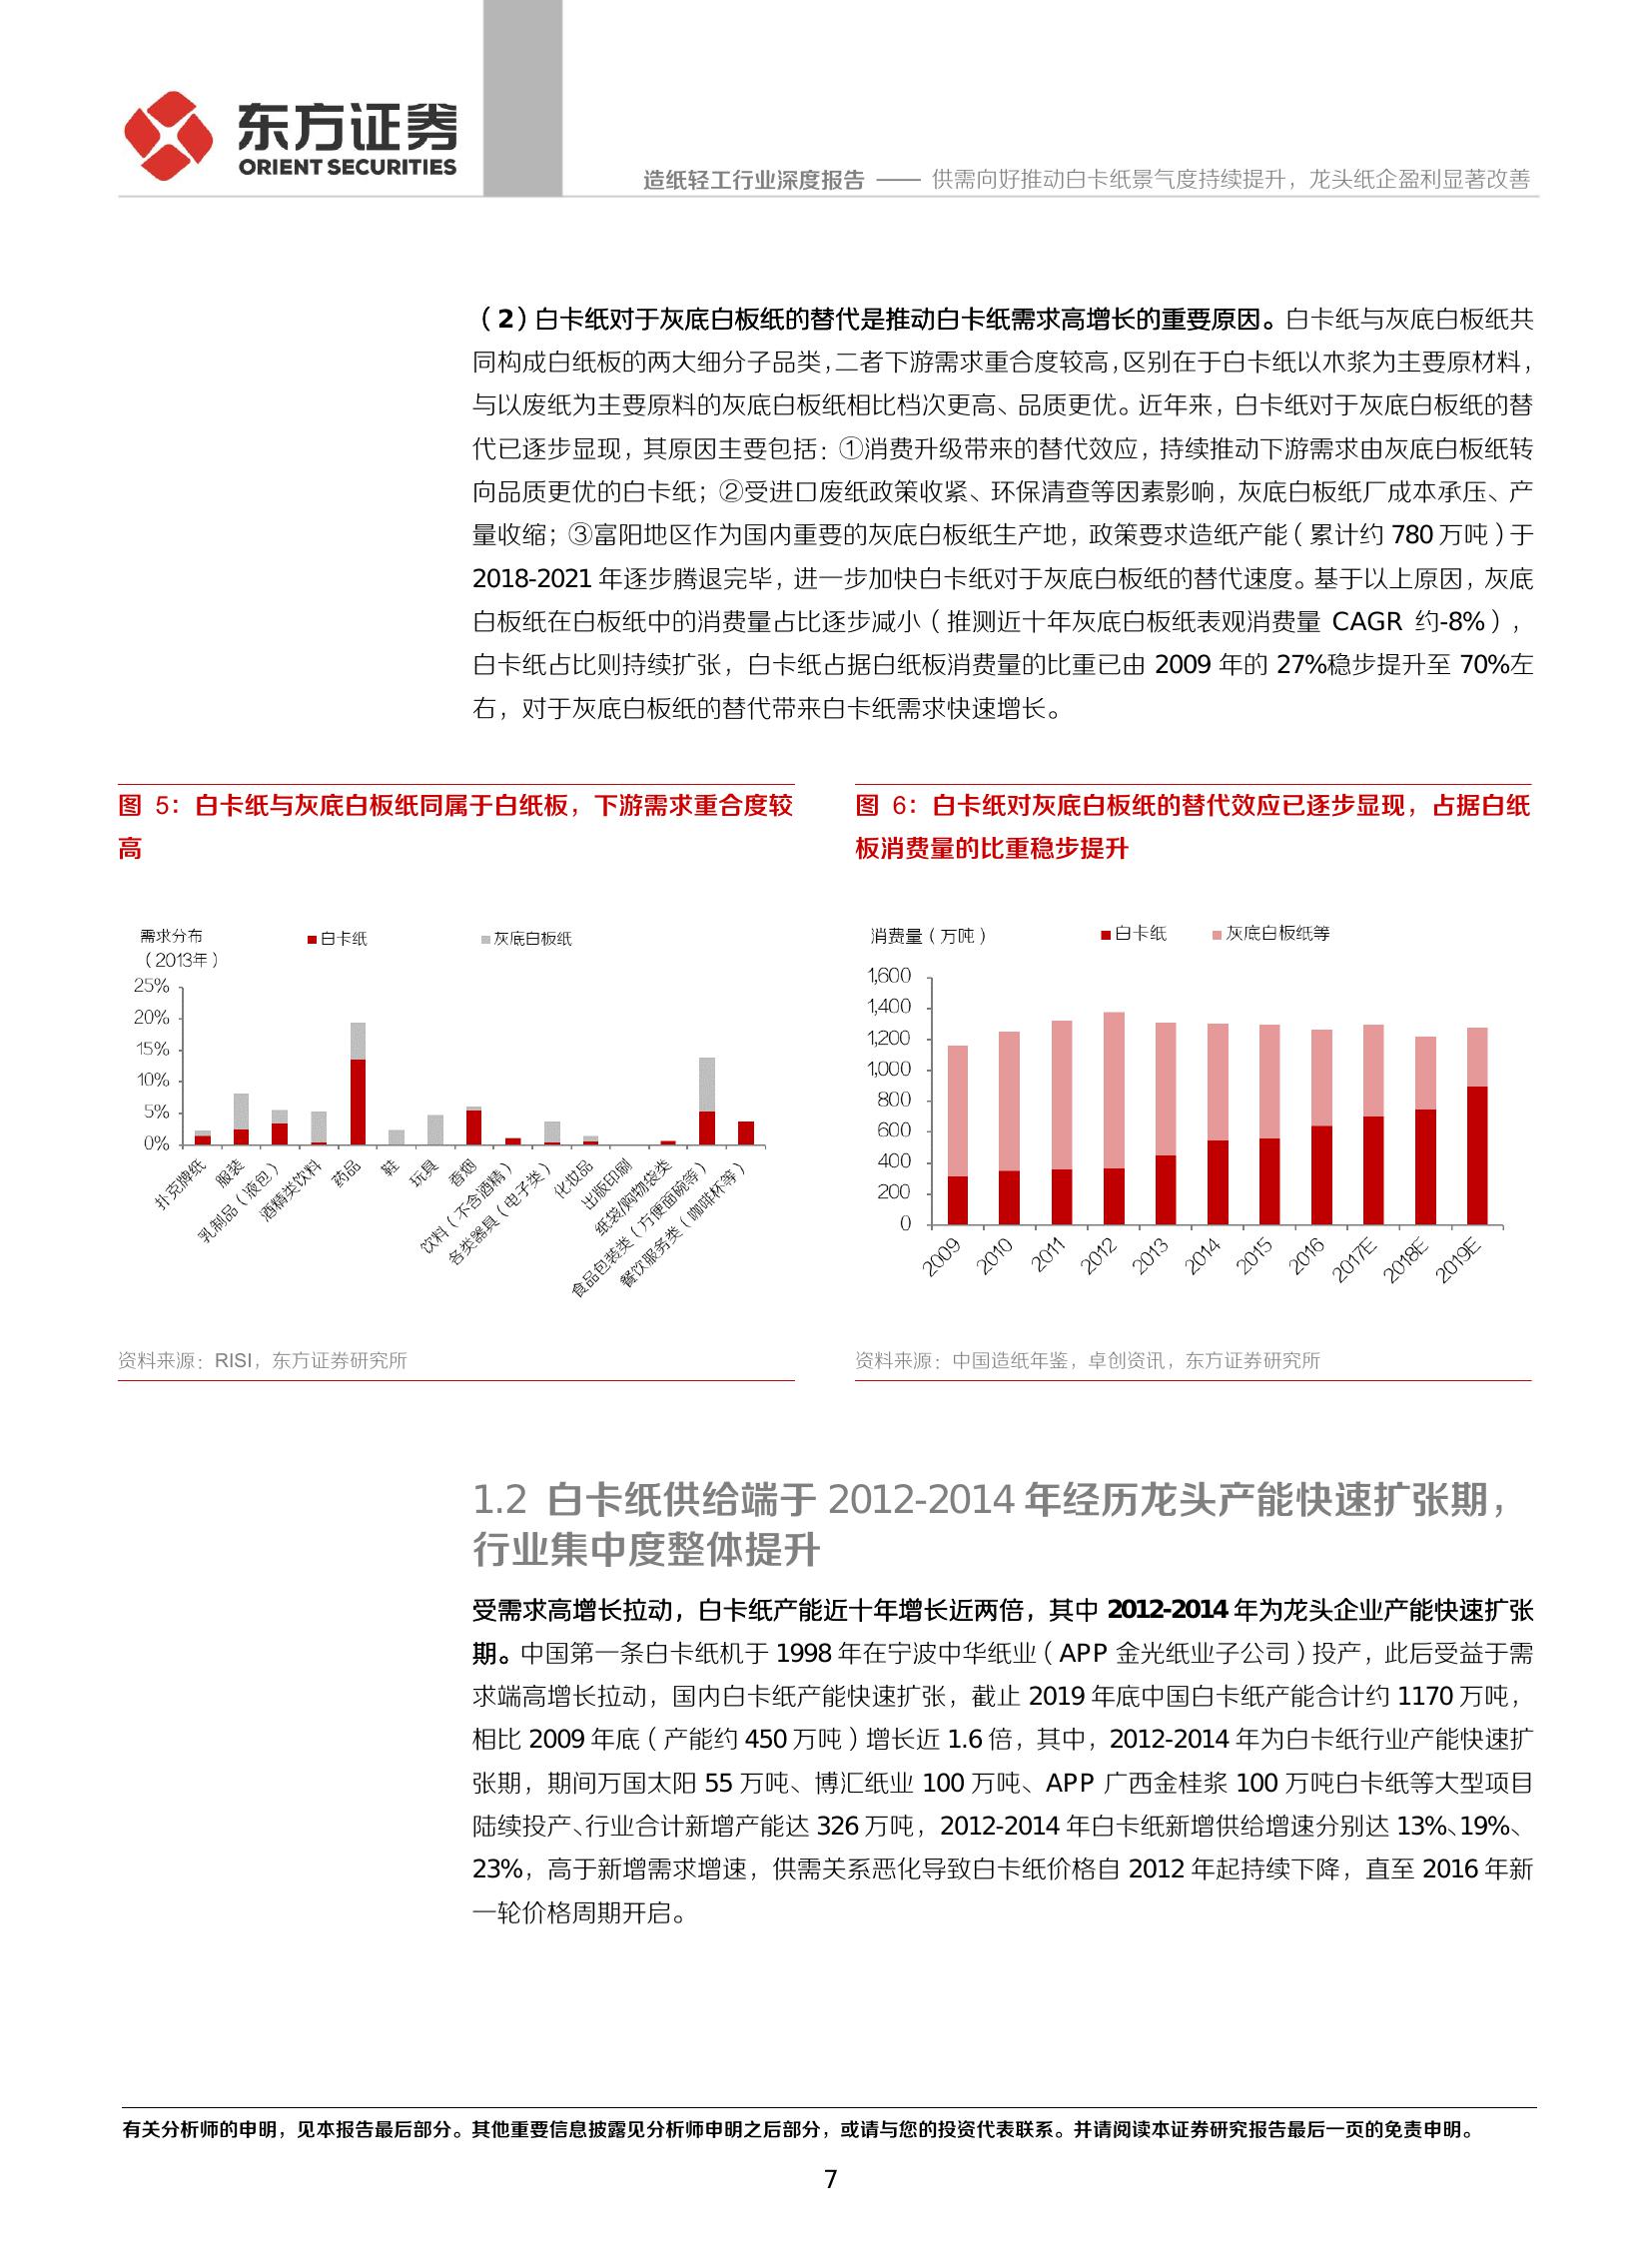 东方证券
ORIENT SECURITIES
造纸轻工行业深度报告 —— 供需向好推动白卡纸景气度持续提升，龙头纸企盈利显著改善
（2）白卡纸对于灰底白板纸的替代是推动白卡纸需求高增长的重要原因。白卡纸与灰底白板纸共
同构成白纸板的两大细分子品类，二者下游需求重合度较高，区别在于白卡纸以木浆为主要原材料，
与以废纸为主要原料的灰底白板纸相比档次更高、品质更优。近年来，白卡纸对于灰底白板纸的替
代已逐步显现，其原因主要包括：①消费升级带来的替代效应，持续推动下游需求由灰底白板纸转
向品质更优的白卡纸；②受进口废纸政策收紧、环保清查等因素影响，灰底白板纸厂成本承压、产
量收缩；③富阳地区作为国内重要的灰底白板纸生产地，政策要求造纸产能（累计约 780 万吨）于
2018-2021 年逐步腾退完毕，进一步加快白卡纸对于灰底白板纸的替代速度。基于以上原因，灰底
白板纸在白板纸中的消费量占比逐步减小（推测近十年灰底白板纸表观消费量 CAGR 约-8%），
白卡纸占比则持续扩张，白卡纸占据白纸板消费量的比重已由 2009 年的 27%稳步提升至 70%左
右，对于灰底白板纸的替代带来白卡纸需求快速增长。
图 5：白卡纸与灰底白板纸同属于白纸板，下游需求重合度较
高
需求分布
（2013年）
白卡纸
灰底白板纸
25%
20%
15%
10%
5%
0%
扑克牌纸
服装
乳制品（液包）
酒精类饮料
药品
鞋
玩具
香烟
饮料（不含酒精）
各类器具（电子类）
化妆品
出版印刷
纸袋/购物袋类
食品包装类（方便面碗等）
餐饮服务类（咖啡杯等）
资料来源：RISI，东方证券研究所
图 6：白卡纸对灰底白板纸的替代效应已逐步显现，占据白纸
板消费量的比重稳步提升
消费量（万吨）
白卡纸
灰底白板纸等
1,600
1,400
1,200
1,000
800
600
400
200
0
2009
2010
2011
2012
2013
2014
2015
2016
2017E
2018E
2019E
资料来源：中国造纸年鉴，卓创资讯，东方证券研究所
1.2 白卡纸供给端于 2012-2014 年经历龙头产能快速扩张期，
行业集中度整体提升
受需求高增长拉动，白卡纸产能近十年增长近两倍，其中 2012-2014 年为龙头企业产能快速扩张
期。中国第一条白卡纸机于 1998 年在宁波中华纸业（APP 金光纸业子公司）投产，此后受益于需
求端高增长拉动，国内白卡纸产能快速扩张，截止 2019 年底中国白卡纸产能合计约 1170 万吨，
相比 2009 年底（产能约 450 万吨）增长近 1.6 倍，其中，2012-2014 年为白卡纸行业产能快速扩
张期，期间万国太阳 55 万吨、博汇纸业 100 万吨、APP 广西金桂浆 100 万吨白卡纸等大型项目
陆续投产、行业合计新增产能达 326 万吨，2012-2014 年白卡纸新增供给增速分别达 13%、19%、
23%，高于新增需求增速，供需关系恶化导致白卡纸价格自 2012 年起持续下降，直至 2016 年新
一轮价格周期开启。
有关分析师的申明，见本报告最后部分。其他重要信息披露见分析师申明之后部分，或请与您的投资代表联系。并请阅读本证券研究报告最后一页的免责申明。
7